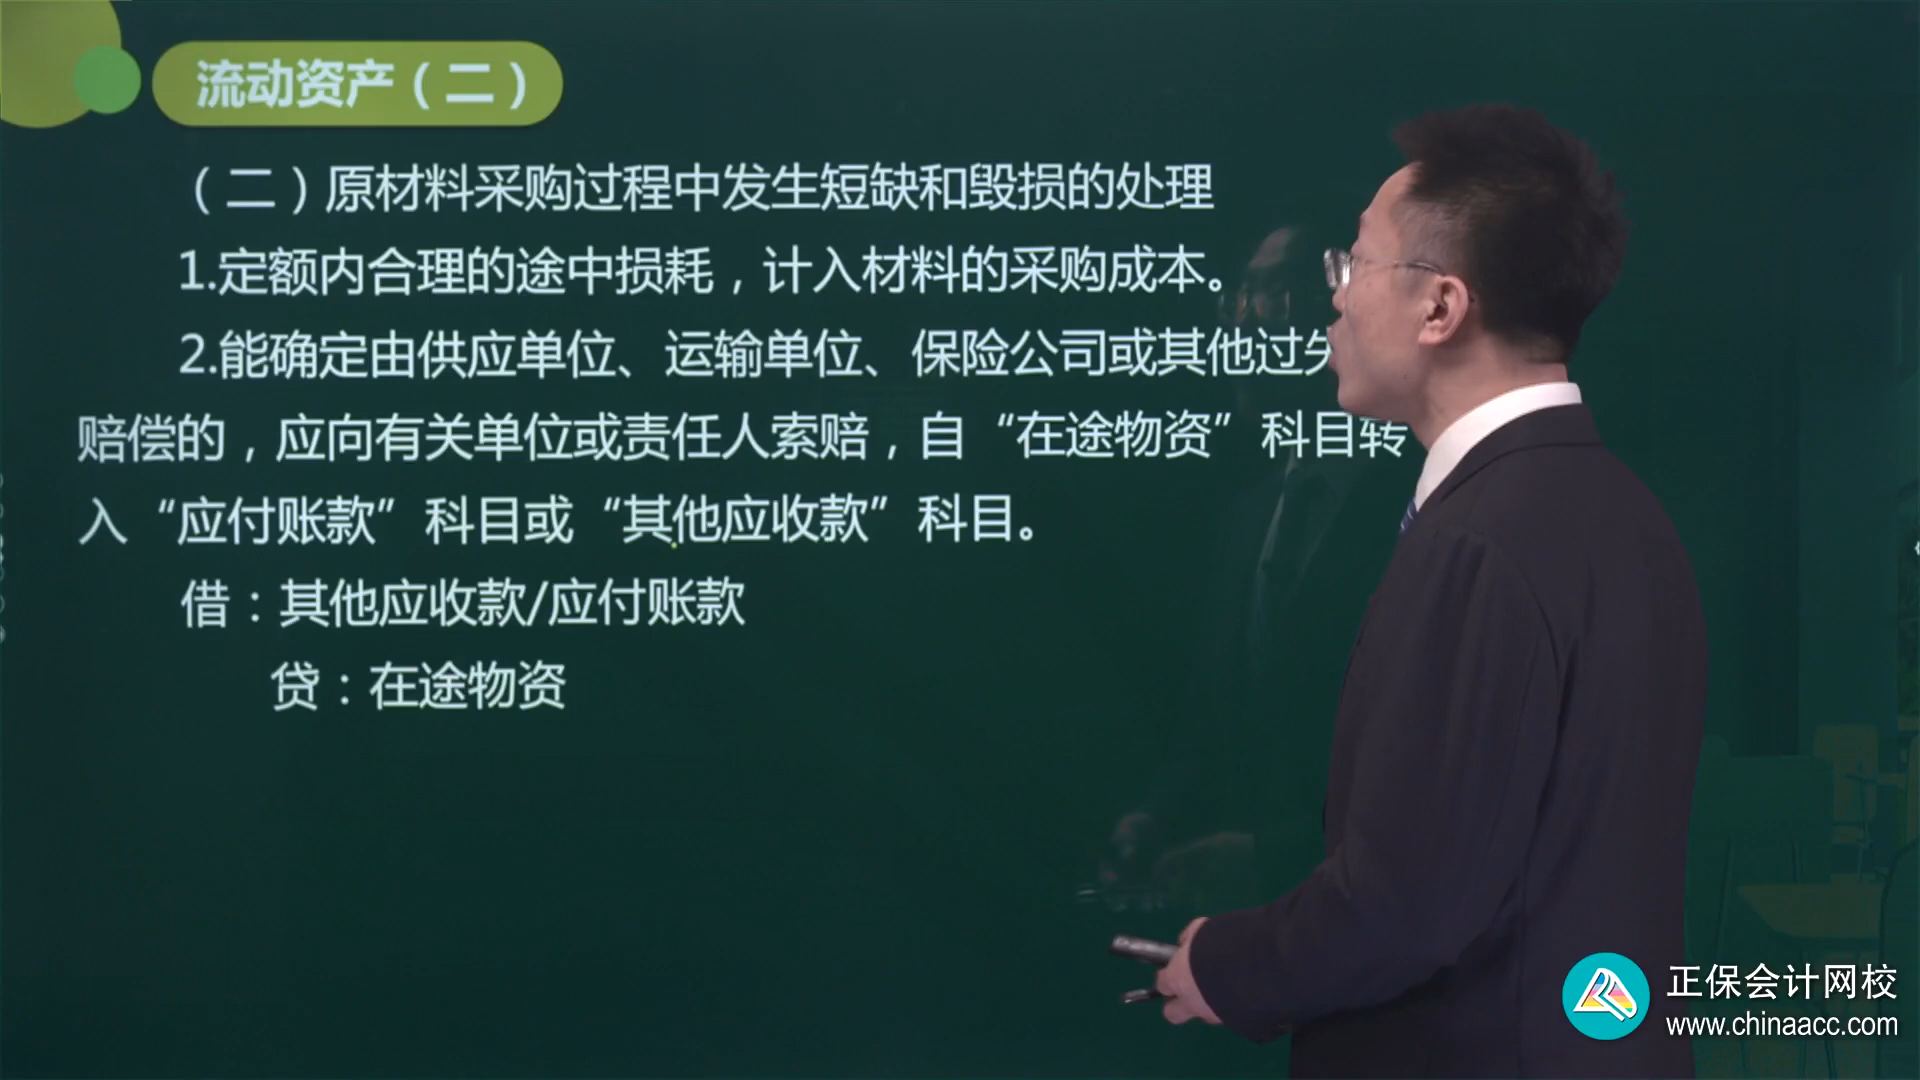 流动资产（二）
（二）原材料采购过程中发生短缺和毁损的处理
1.定额内合理的途中损耗，计入材料的采购成本。
2.能确定由供应单位、运输单位、保险公司或其他过失
赔偿的，应向有关单位或责任人索赔，自“在途物资”科目转
入“应付账款”科目或“其他应收款”科目。
借：其他应收款/应付账款
贷：在途物资
正保会计网校
www.chinaacc.com